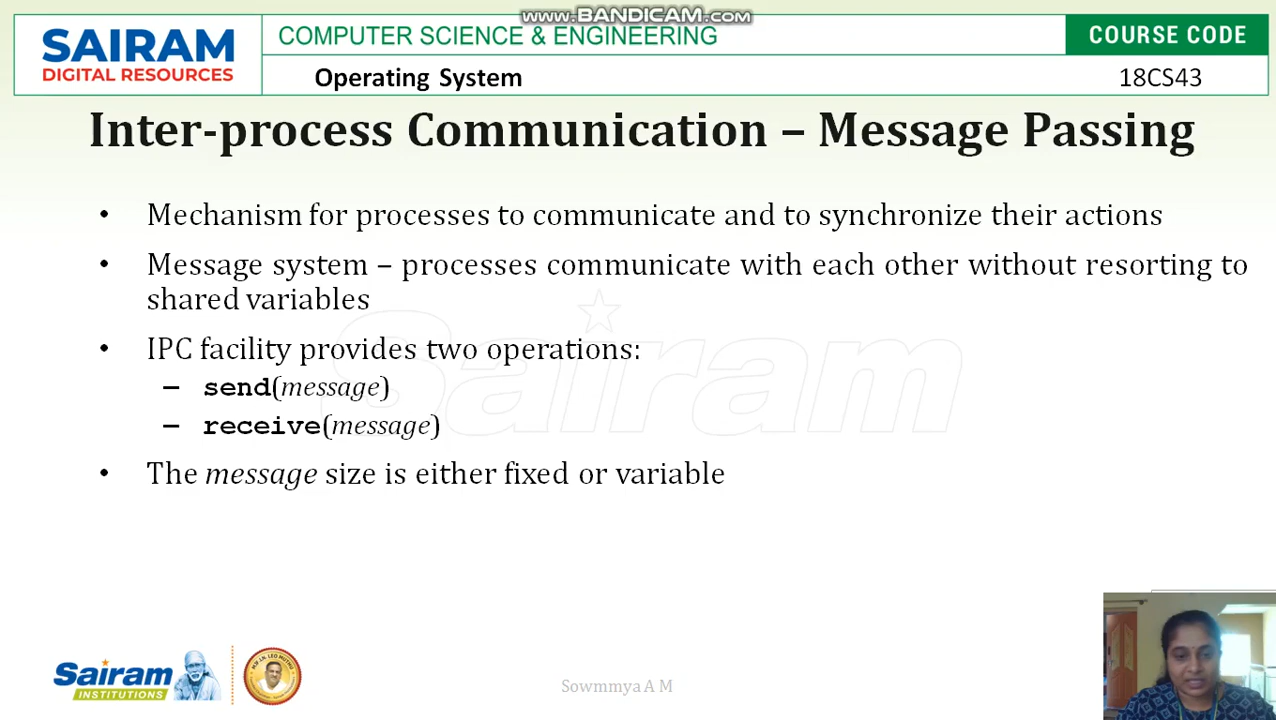 www.BANDICAM.com
SAIRAM
DIGITAL RESOURCES
COMPUTER SCIENCE & ENGINEERING
COURSE CODE
Operating System
18CS43
Inter-process Communication – Message Passing
• Mechanism for processes to communicate and to synchronize their actions
• Message system – processes communicate with each other without resorting to
shared variables
• IPC facility provides two operations:
– send(message)
– receive(message)
• The message size is either fixed or variable
Sairam
Sairam
INSTITUTIONS
Sowmmya A M